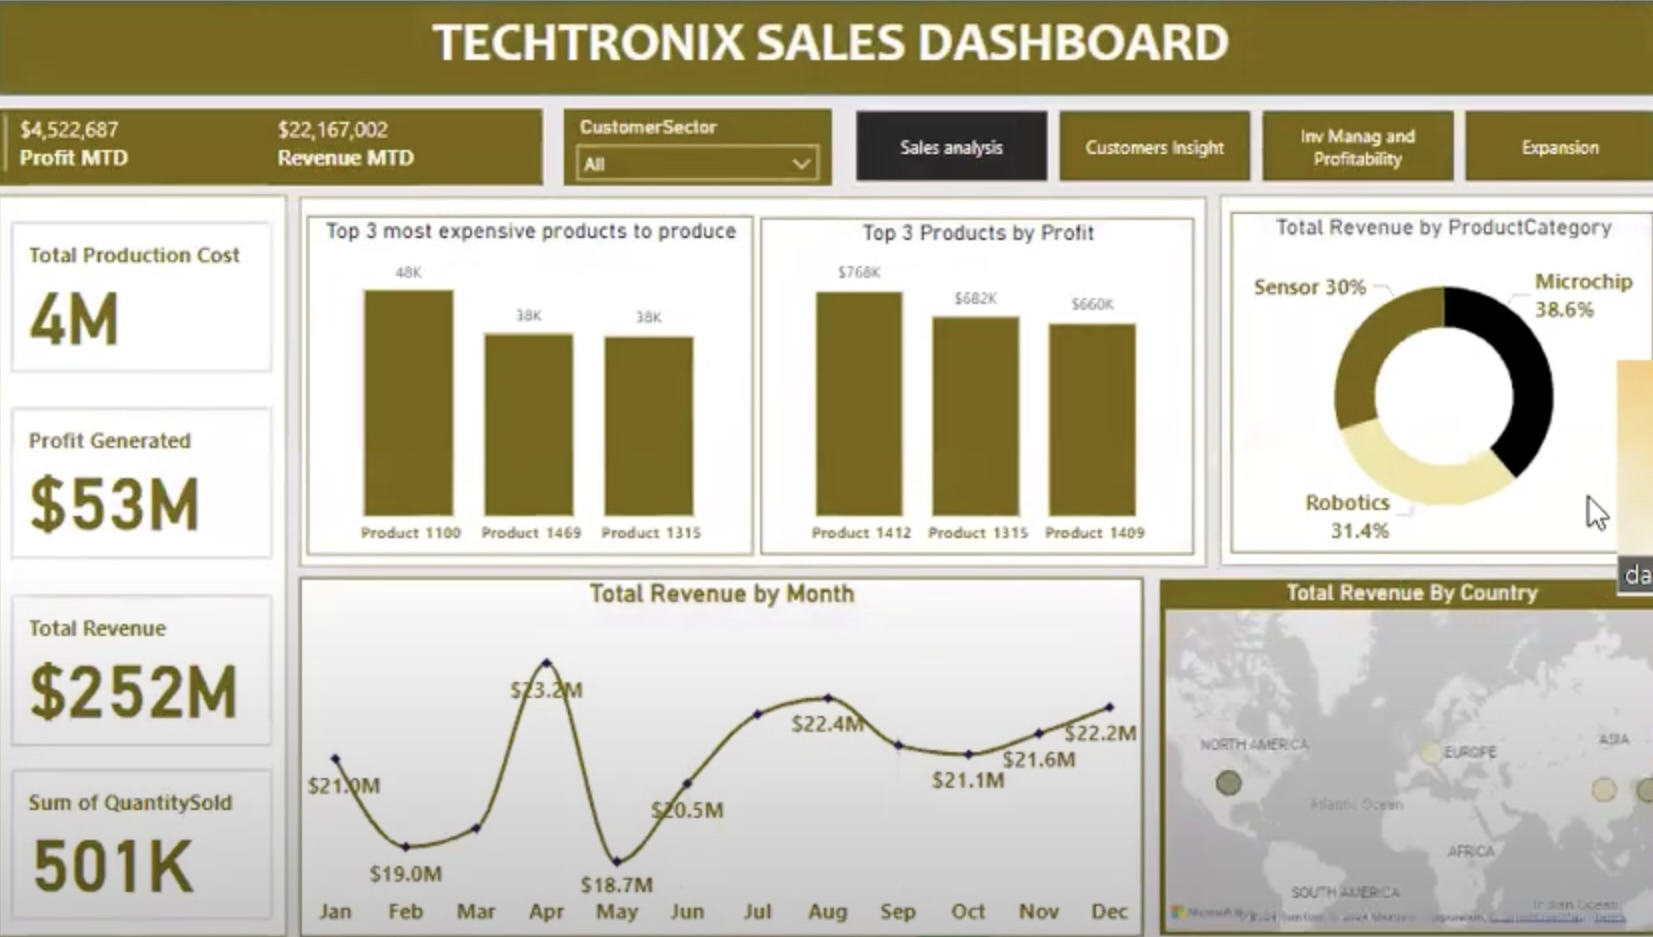 TECHTRONIX SALES DASHBOARD
$4,522,687
Profit MTD
$22,167,002
Revenue MTD
CustomerSector
All
Sales analysis
Customers Insight
Inv Manag and
Profitability
Expansion
Total Production Cost
4M
Profit Generated
$53M
Total Revenue
$252M
Sum of QuantitySold
501K
Top 3 most expensive products to produce
48K
38K
38K
Product 1100
Product 1469
Product 1315
Top 3 Products by Profit
$768K
$682K
$660K
Product 1412
Product 1315
Product 1409
Total Revenue by ProductCategory
Sensor 30%
Microchip
38.6%
Robotics
31.4%
da
Total Revenue by Month
$21.0M
$19.0M
$23.2M
$18.7M
$20.5M
$22.4M
$21.1M
$21.6M
$22.2M
Jan
Feb
Mar
Apr
May
Jun
Jul
Aug
Sep
Oct
Nov
Dec
Total Revenue By Country
NORTH AMERICA
EUROPE
ASIA
Atlantic Ocean
AFRICA
SOUTH AMERICA
Indian Ocean